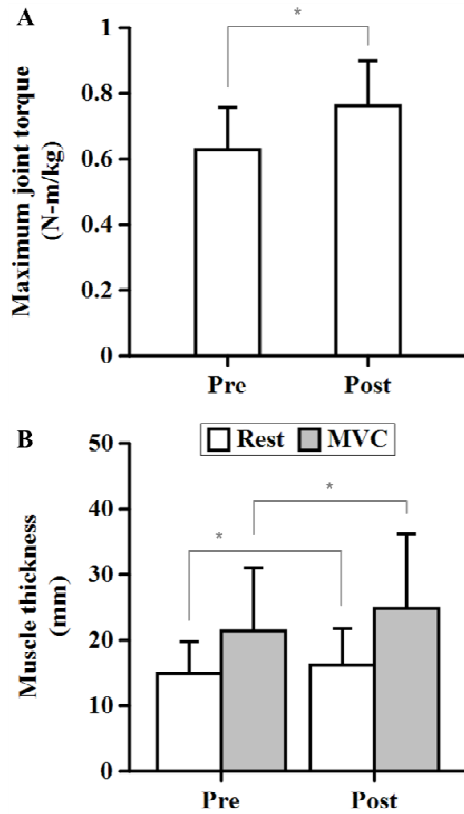 A
Maximum joint torque
(N-m/kg)
1
0.8
0.6
0.4
0.2
0
*
Pre
Post
B
Muscle thickness
(mm)
50
40
30
20
10
0
Rest
MVC
*
*
Pre
Post